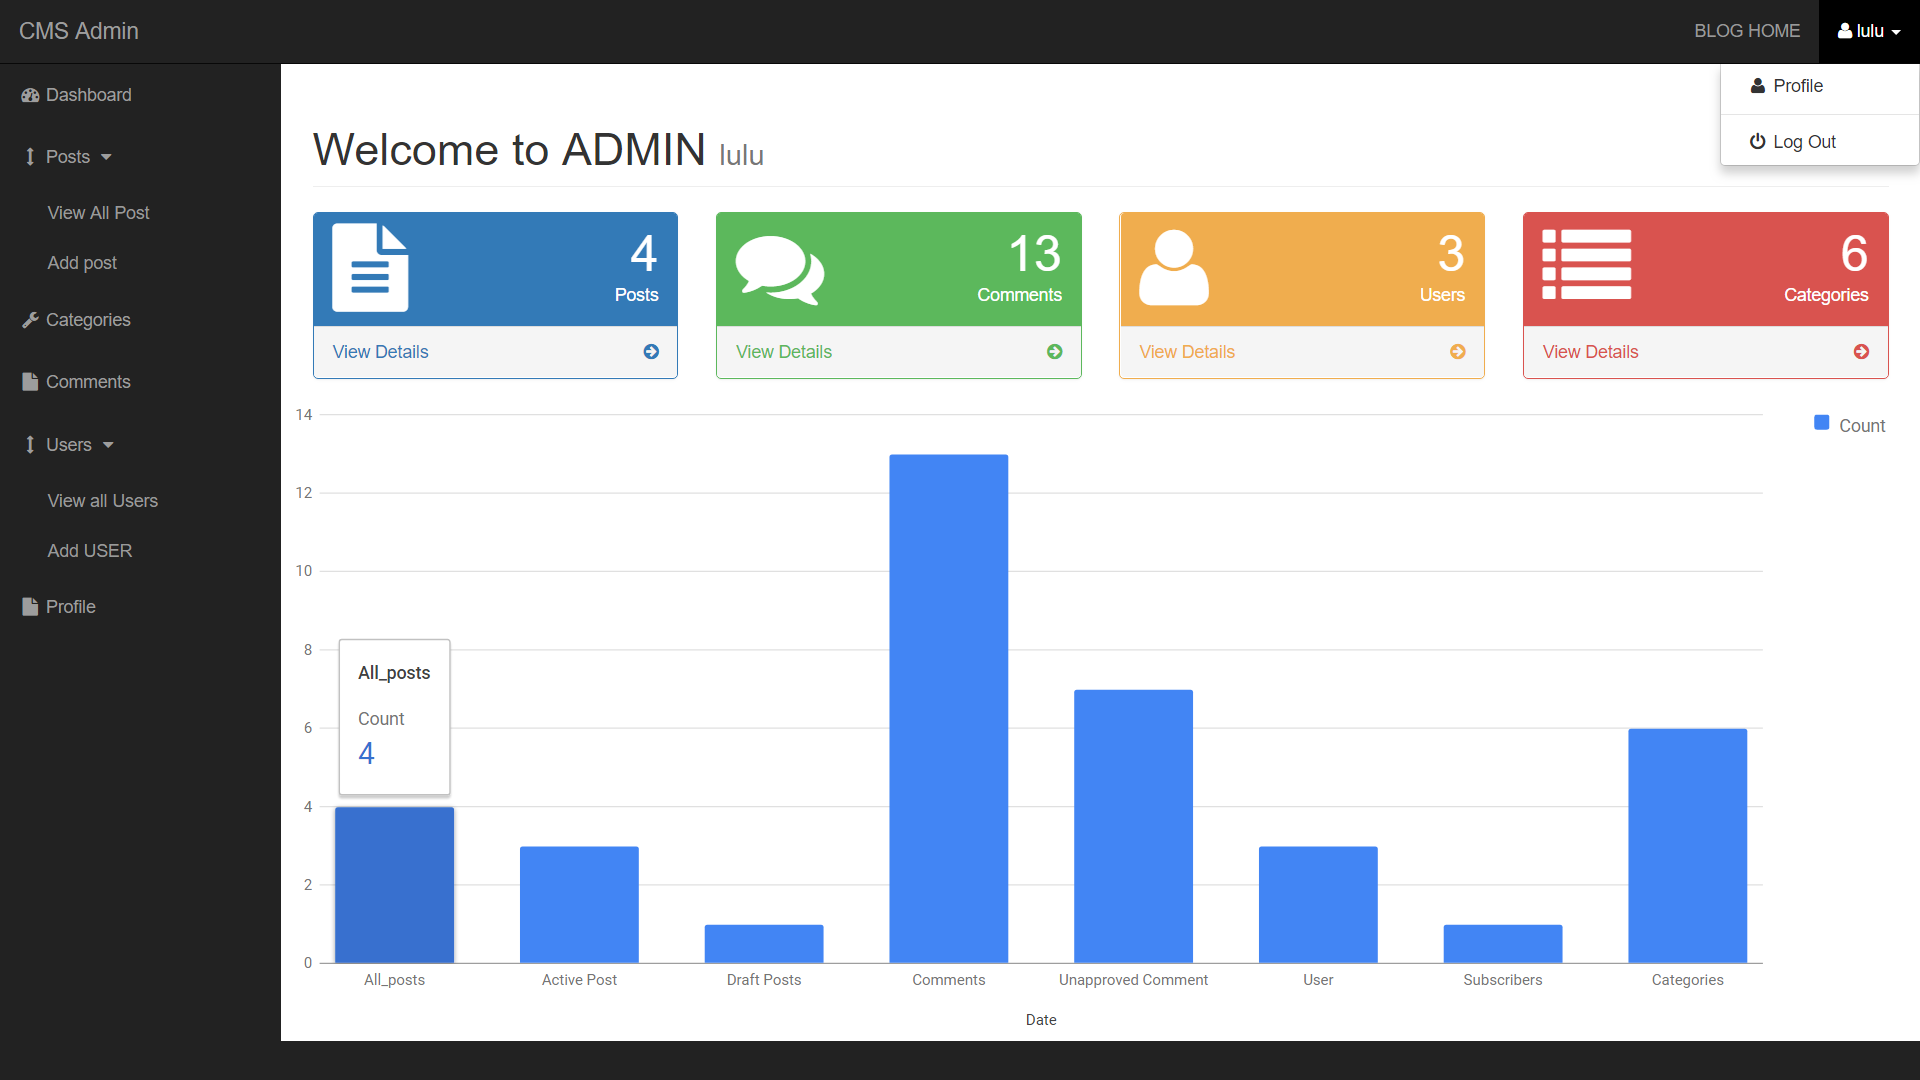 CMS Admin
BLOG HOME
lulu
Profile
Log Out
Dashboard
Posts
View All Post
Add post
Categories
Comments
Users
View all Users
Add USER
Profile
Welcome to ADMIN lulu
4
Posts
View Details
13
Comments
View Details
3
Users
View Details
6
Categories
View Details
14
12
10
8
6
4
2
0
Count
All_posts
Count
4
All_posts
Active Post
Draft Posts
Comments
Unapproved Comment
User
Subscribers
Categories
Date